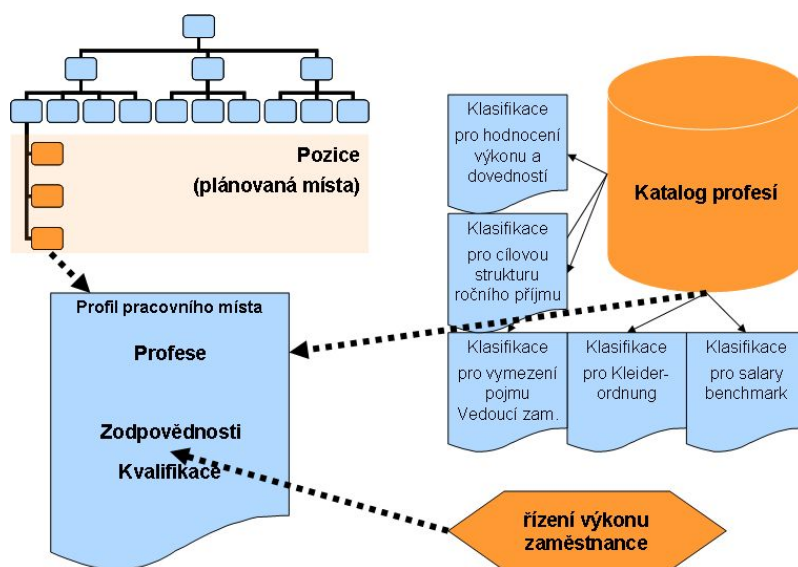 Pozice
(plánovaná místa)
Klasifikace
pro hodnocení
výkonu a
dovedností
Katalog profesí
Klasifikace
pro cílovou
strukturu
ročního příjmu
Profil pracovního místa
Profese
Zodpovědnosti
Kvalifikace
Klasifikace
pro vymezení
pojmu
Vedoucí zam.
Klasifikace
pro Kleider-
ordnung
Klasifikace
pro salary
benchmark
řízení výkonu
zaměstnance